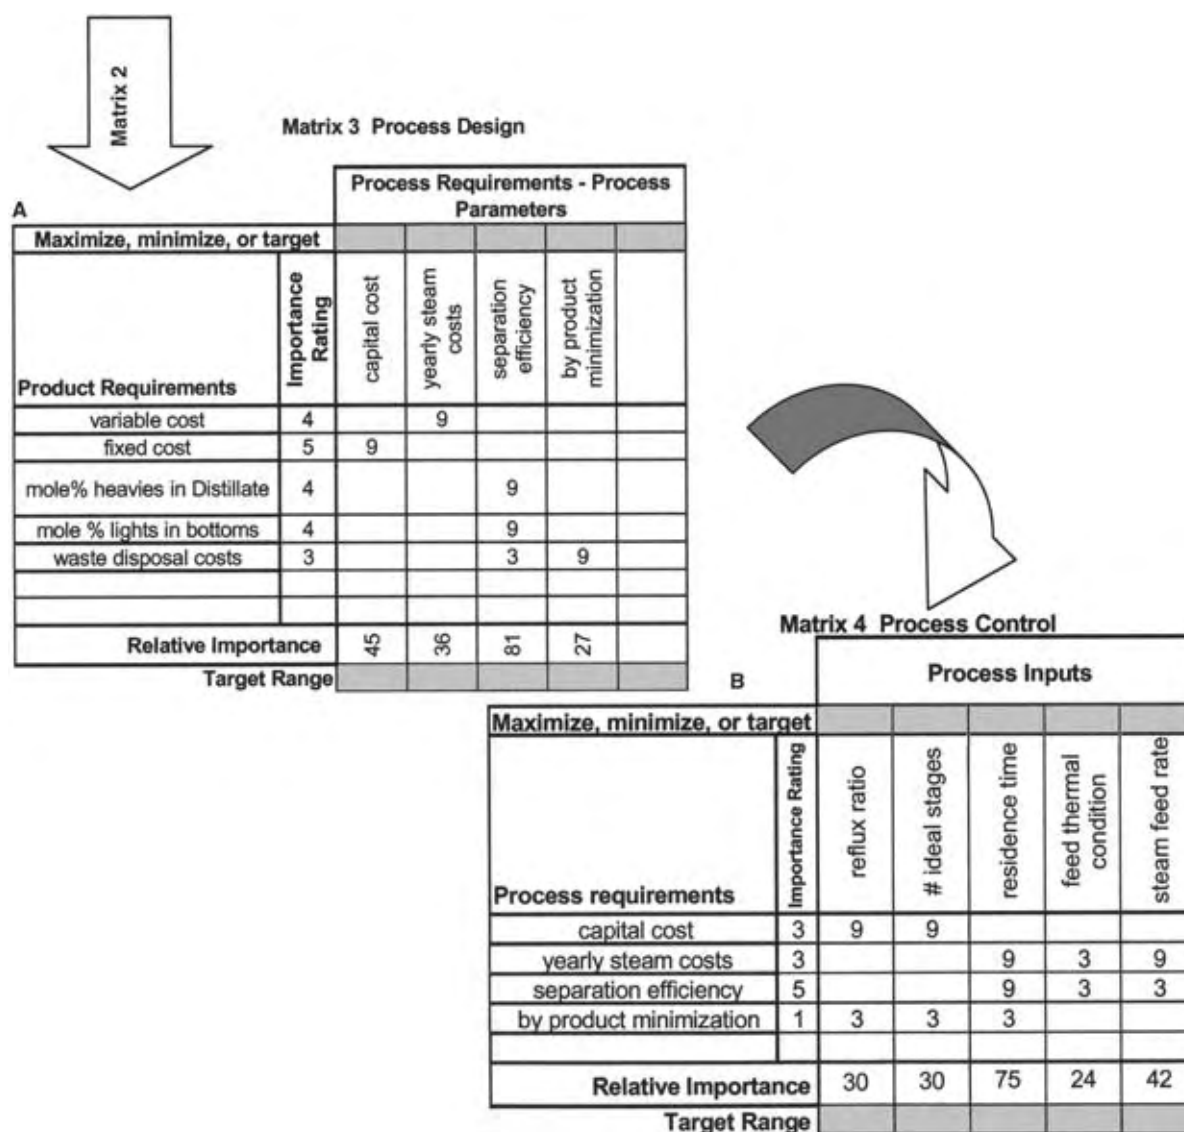 Matrix 2
Matrix 3 Process Design
A
Process Requirements - Process
Parameters
Maximize, minimize, or target
Product Requirements
Importance
Rating
capital cost
yearly steam
costs
separation
efficiency
by product
minimization
variable cost 4 9
fixed cost 5 9
mole% heavies in Distillate 4 9
mole % lights in bottoms 4 9
waste disposal costs 3 3 9
Relative Importance 45 36 81 27
Target Range
Matrix 4 Process Control
B
Process Inputs
Maximize, minimize, or target
Process requirements
Importance Rating
reflux ratio
# ideal stages
residence time
feed thermal
condition
steam feed rate
capital cost 3 9 9
yearly steam costs 3 9 3 9
separation efficiency 5 9 3 3
by product minimization 1 3 3 3
Relative Importance 30 30 75 24 42
Target Range